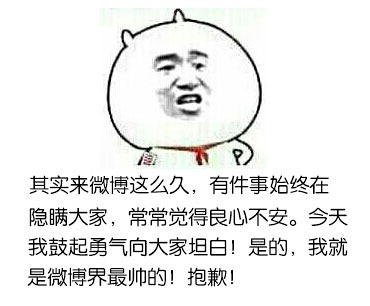 其实来微博这么久，有件事始终在
隐瞒大家，常常觉得良心不安。今天
我鼓起勇气向大家坦白！是的，我就
是微博界最帅的！抱歉！